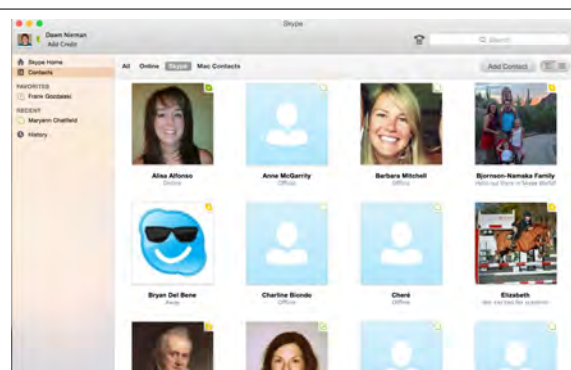 Skype
Dawn Nieman
Add Credit
Search
Skype Home
Contacts
FAVORITES
Frank
RECENT
Maryann Chatfield
History
All Online Skype Mac Contacts
Add Contact
Alisa Alfonso
Online
Anne McGarrity
Offline
Barbara Mitchell
Offline
Bjornson-Namska Family
Bryan Del Bene
Away
Charline Biondo
Offline
Cheré
Offline
Elizabeth